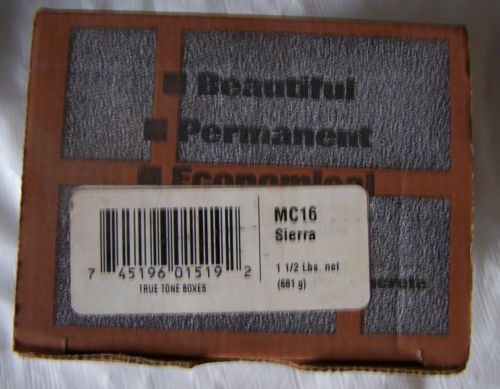 Beautiful
Permanent
Economical
MC16
Sierra
1 1/2 Lbs. net
(681 g)
7 45196 01519 2
TRUE TONE BOXES